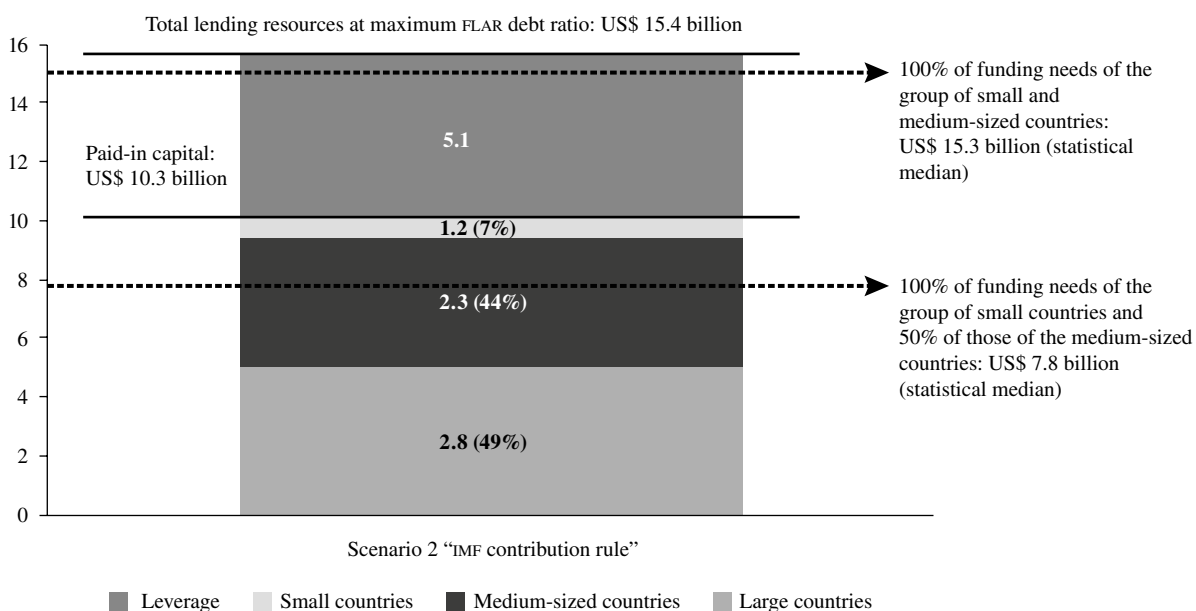 Total lending resources at maximum FLAR debt ratio: US$ 15.4 billion
16
14
12
10
8
6
4
2
0
Paid-in capital:
US$ 10.3 billion
5.1
1.2 (7%)
2.3 (44%)
2.8 (49%)
100% of funding needs of the
group of small and
medium-sized countries:
US$ 15.3 billion (statistical
median)
100% of funding needs of the
group of small countries and
50% of those of the medium-sized
countries: US$ 7.8 billion
(statistical median)
Scenario 2 “IMF contribution rule”
Leverage Small countries Medium-sized countries Large countries